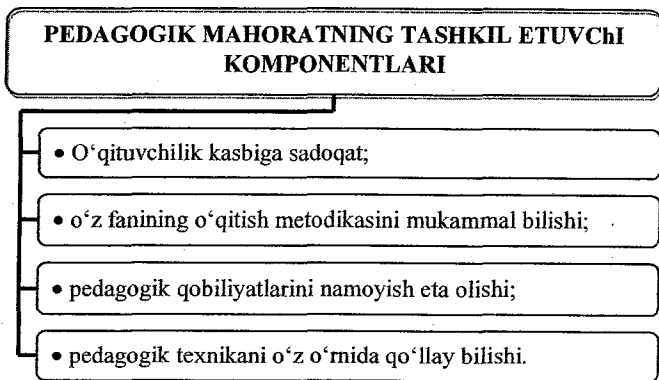 PEDAGOGIK MAHORATNING TASHKIL ETUVChI
KOMPONENTLARI
• O‘qituvchilik kasbiga sadoqat;
• o‘z fanining o‘qitish metodikasini mukammal bilishi;
• pedagogik qobiliyatlarini namoyish eta olishi;
• pedagogik texnikani o‘z o‘rnida qo‘llay bilishi.